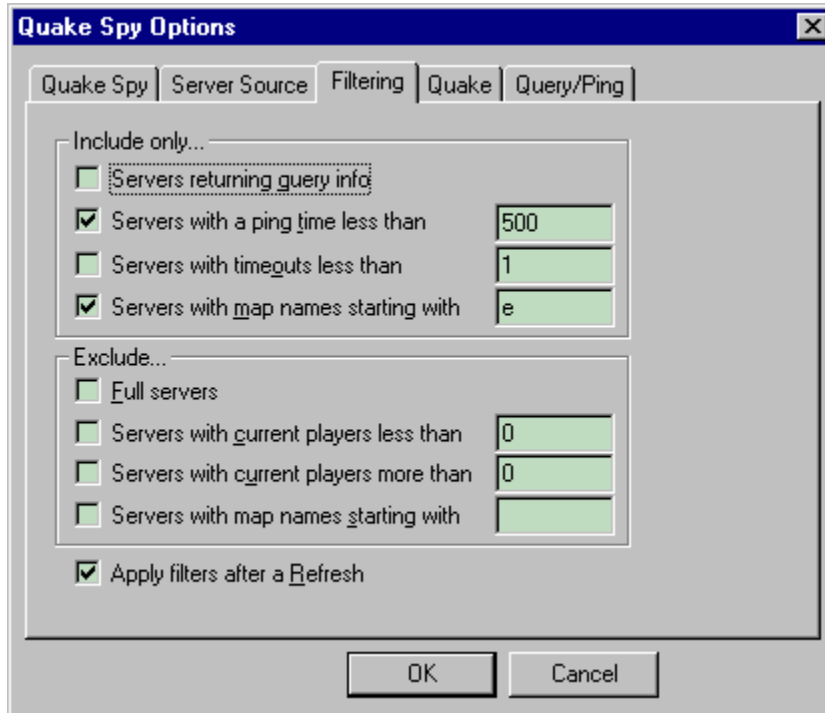 Quake Spy Options
Quake Spy Server Source Filtering Quake Query/Ping
Include only...
Servers returning query info
Servers with a ping time less than 500
Servers with timeouts less than 1
Servers with map names starting with e
Exclude...
Full servers
Servers with current players less than 0
Servers with current players more than 0
Servers with map names starting with
Apply filters after a Refresh
OK Cancel